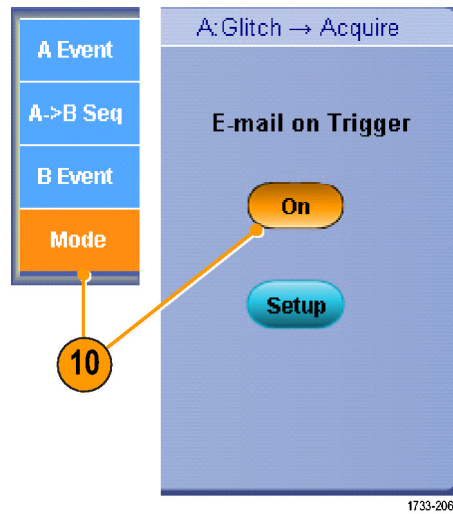 A Event
A->B Seq
B Event
Mode
A:Glitch → Acquire
E-mail on Trigger
On
Setup
10
1733-206